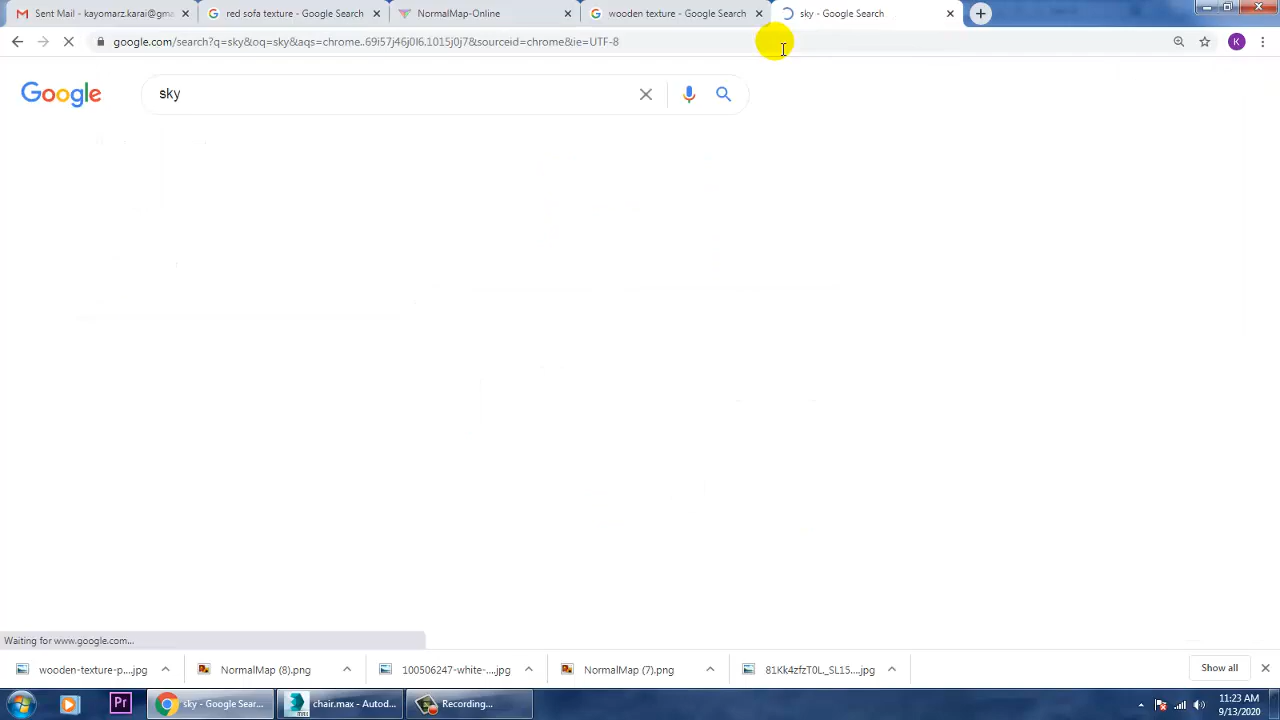 Sent Mail - kayomarz.karai@gma
red sofa texture - Google Search
NormalMap-Online
wooden texture - Google Search
sky - Google Search
google.com/search?q=sky&oq=sky&aqs=chrome..69i57j46j0l6.1015j0j7&sourceid=chrome&ie=UTF-8
K
Google
sky
Waiting for www.google.com...
wooden-texture-p....jpg
NormalMap (8).png
100506247-white-....jpg
NormalMap (7).png
81Kk4zfzT0L._SL15....jpg
Show all
Pr
sky - Google Sear...
chair.max - Autod...
Recording...
11:23 AM
9/13/2020